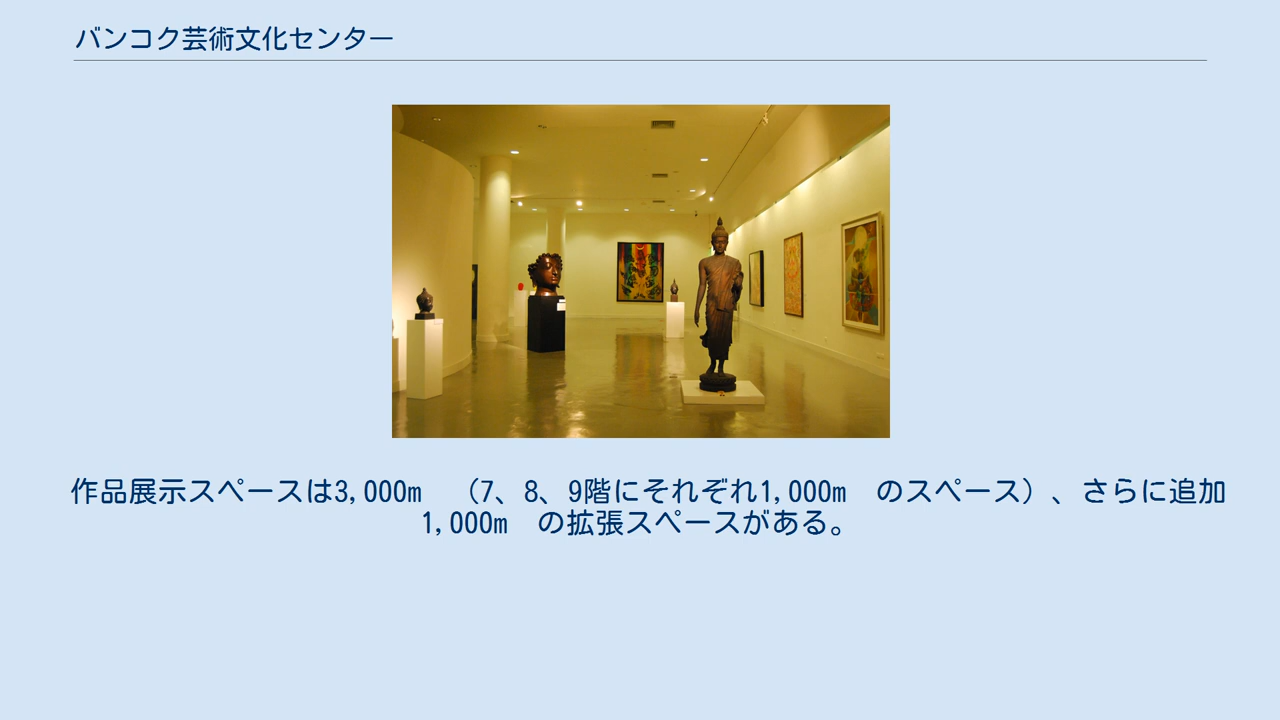 バンコク芸術文化センター
作品展示スペースは3,000m　（7、8、9階にそれぞれ1,000m　のスペース）、さらに追加
1,000m　の拡張スペースがある。